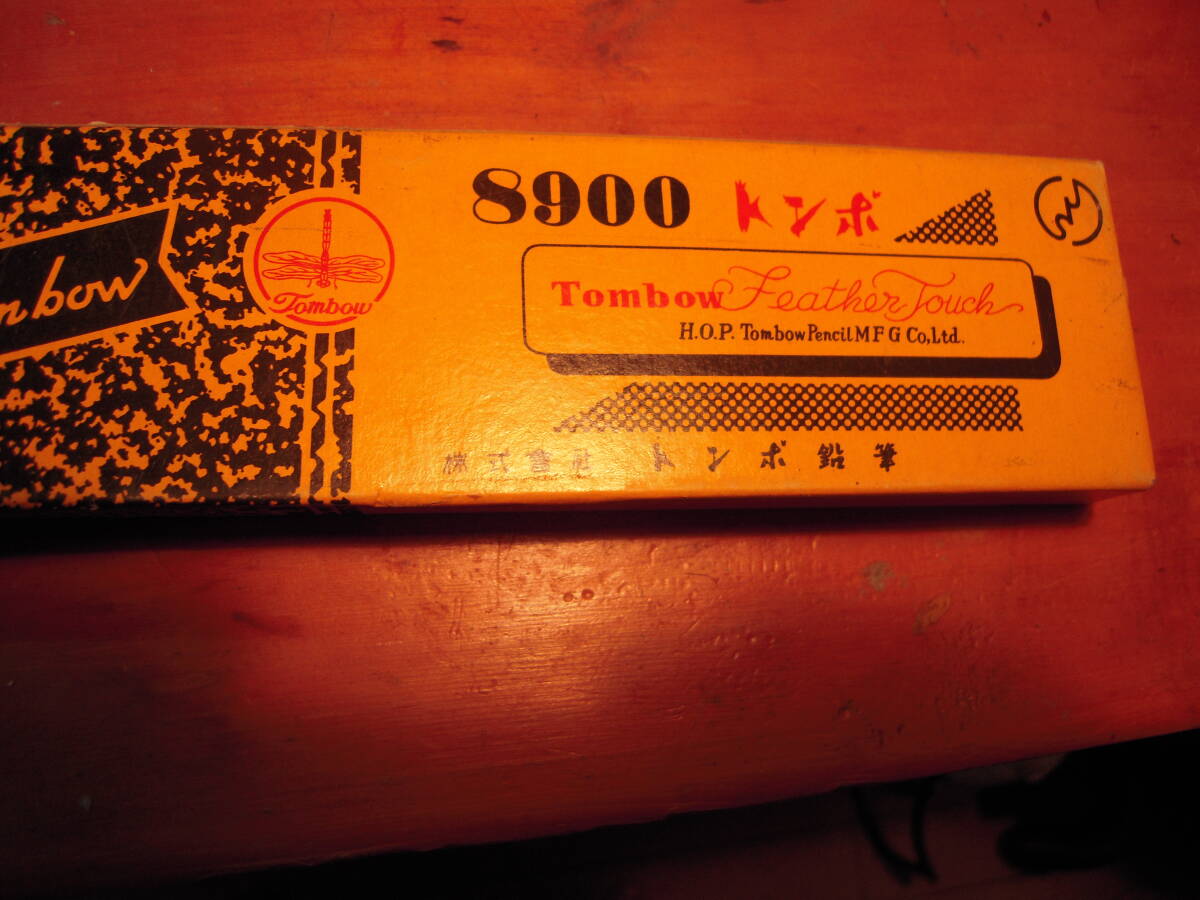 mbow
Tombow
8900 トンボ
Tombow Feather Touch
H.O.P. Tombow Pencil MFG Co,Ltd.
株式會社 トンボ鉛筆